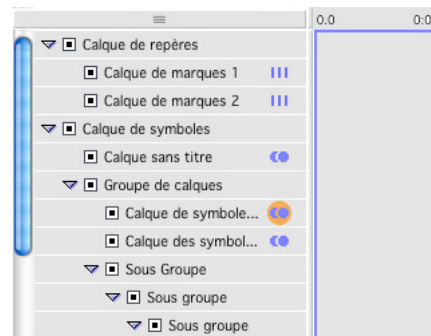 0.0 0:0
Calque de repères
Calque de marques 1
Calque de marques 2
Calque de symboles
Calque sans titre
Groupe de calques
Calque de symbole...
Calque des symbol...
Sous Groupe
Sous groupe
Sous groupe